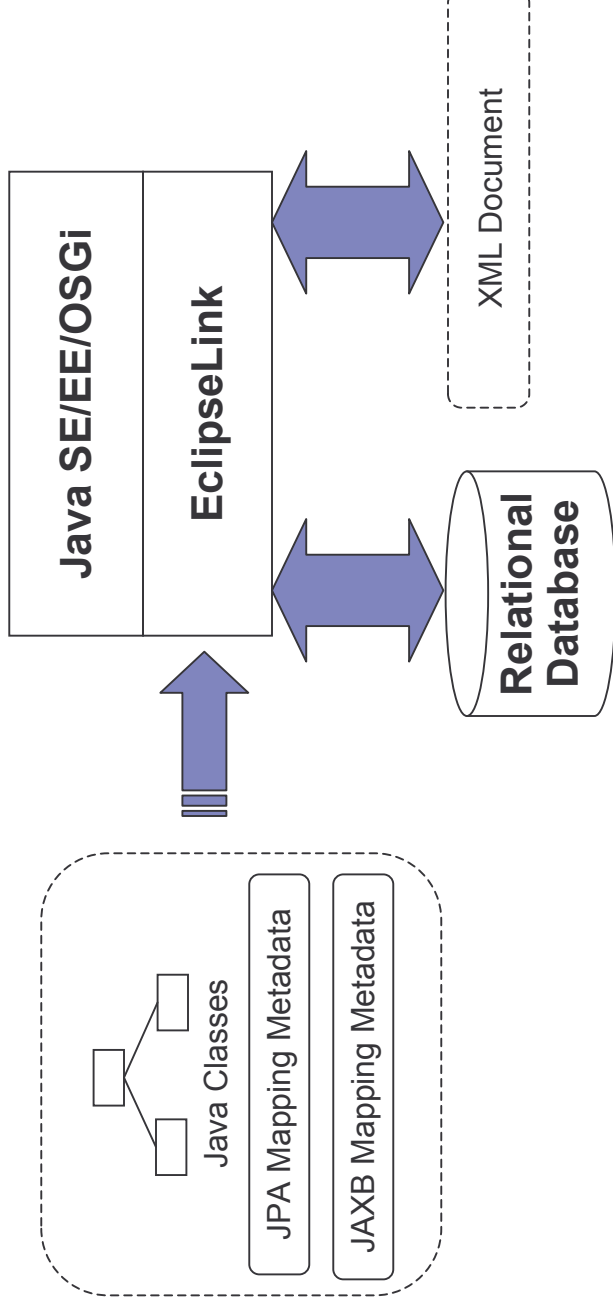 Java Classes
JPA Mapping Metadata
JAXB Mapping Metadata
Java SE/EE/OSGi
EclipseLink
Relational
Database
XML Document